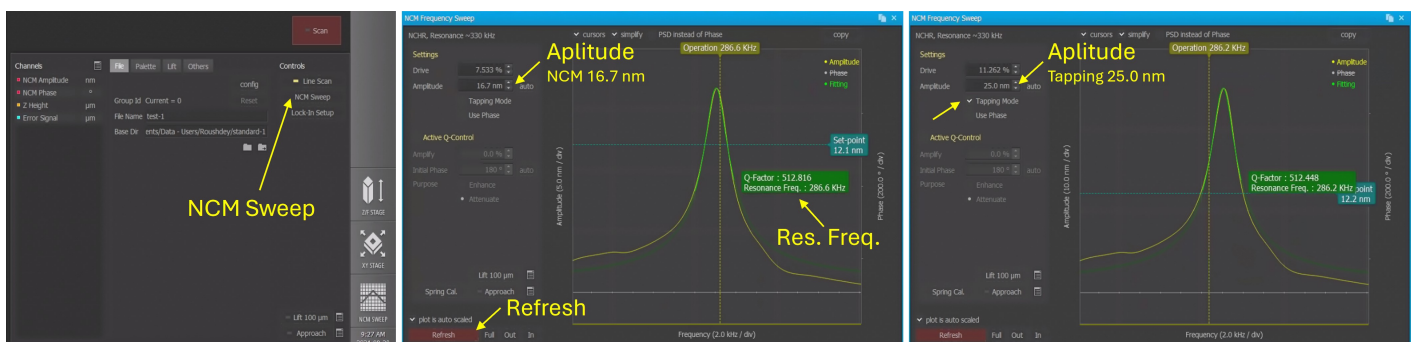 Scan
Channels
File Palette Lift Others
Controls
NCM Amplitude nm
NCM Phase °
Z Height µm
Error Signal µm
config
Group Id Current = 0 Reset
File Name test-1
Base Dir ents/Data - Users/Roushdey/standard-1
Line Scan
NCM Sweep
Lock-In Setup
NCM Sweep
Z/F STAGE
XY STAGE
NCM SWEEP
Lift 100 µm
Approach
9:27 AM
NCM Frequency Sweep
NCHR, Resonance ~330 kHz
cursors simplify PSD instead of Phase copy
Settings
Drive 7.533 %
Amplitude 16.7 nm auto
Tapping Mode
Use Phase
Active Q-Control
Amplify 0.0 %
Initial Phase 180 ° auto
Purpose Enhance
Attenuate
Lift 100 µm
Spring Cal. Approach
plot is auto scaled
Refresh Full Out In
Aplitude
NCM 16.7 nm
Operation 286.6 KHz
Amplitude
Phase
Fitting
Set-point
12.1 nm
Q-Factor : 512.816
Resonance Freq. : 286.6 KHz
Res. Freq.
Refresh
Amplitude (5.0 nm / div)
Phase (200.0 ° / div)
Frequency (2.0 kHz / div)
NCM Frequency Sweep
NCHR, Resonance ~330 kHz
cursors simplify PSD instead of Phase copy
Settings
Drive 11.262 %
Amplitude 25.0 nm auto
Tapping Mode
Use Phase
Active Q-Control
Amplify 0.0 %
Initial Phase 180 ° auto
Purpose Enhance
Attenuate
Lift 100 µm
Spring Cal. Approach
plot is auto scaled
Refresh Full Out In
Aplitude
Tapping 25.0 nm
Operation 286.2 KHz
Amplitude
Phase
Fitting
Q-Factor : 512.448
Resonance Freq. : 286.2 KHz
point
12.2 nm
Amplitude (10.0 nm / div)
Phase (200.0 ° / div)
Frequency (2.0 kHz / div)